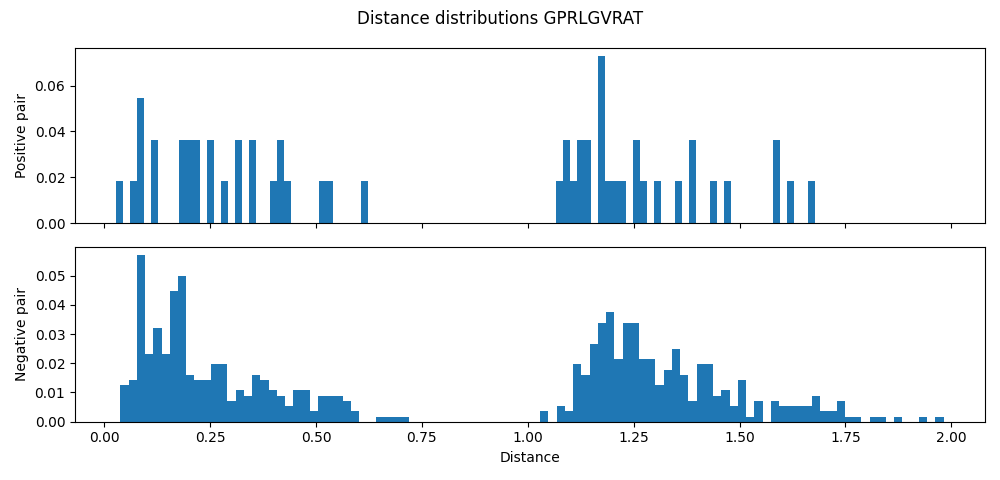 Distance distributions GPRLGVRAT
Positive pair
0.06
0.04
0.02
0.00
Negative pair
0.05
0.04
0.03
0.02
0.01
0.00
0.00 0.25 0.50 0.75 1.00 1.25 1.50 1.75 2.00
Distance